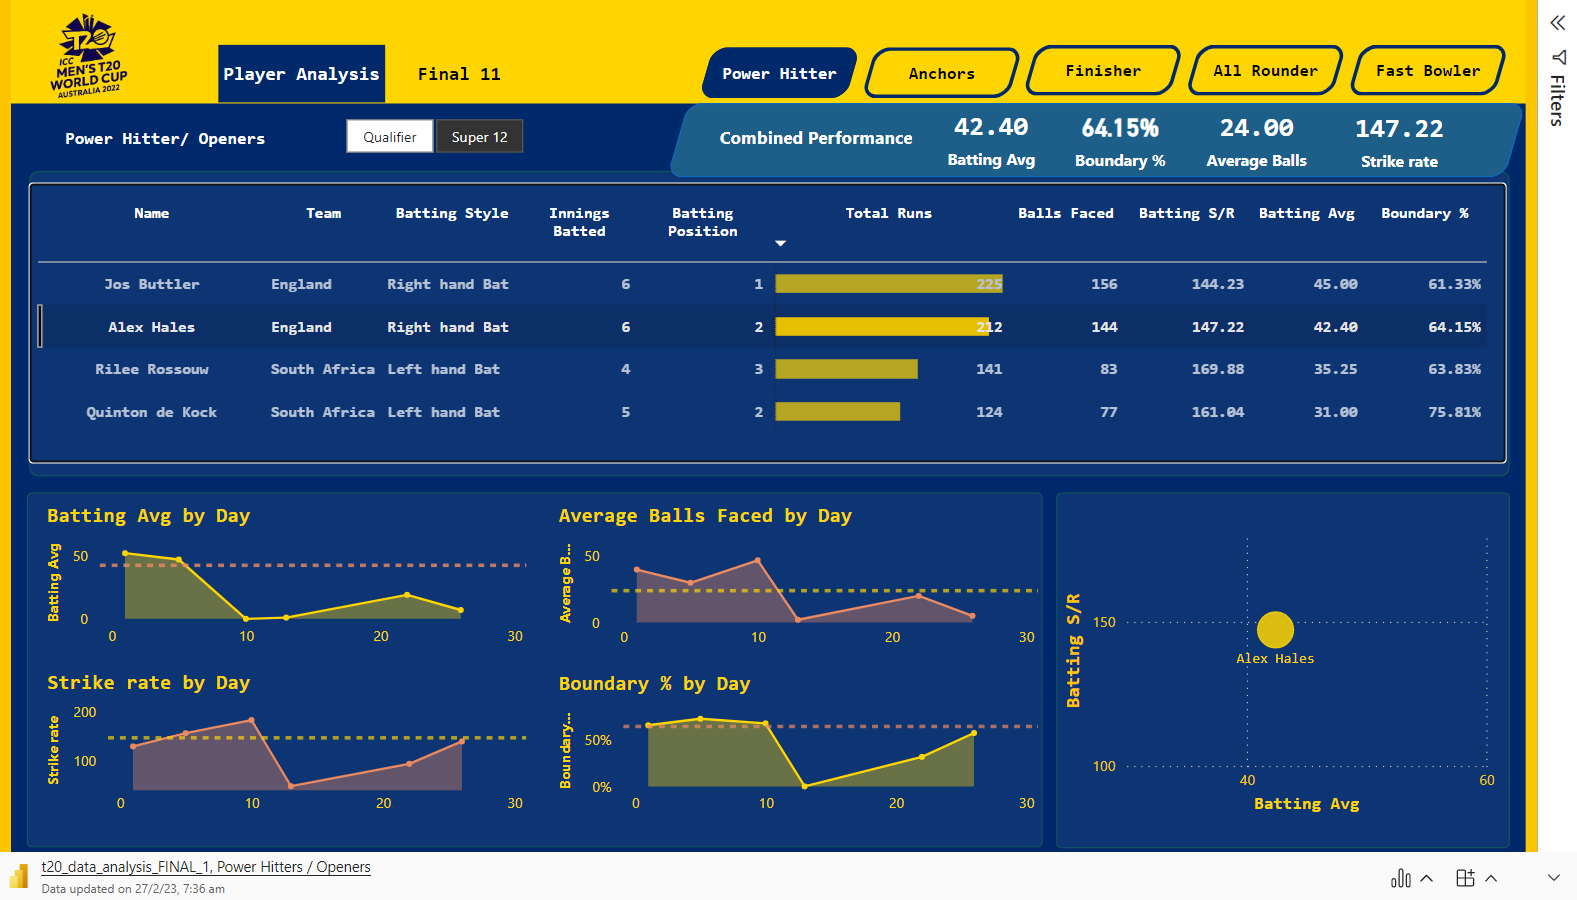 T20
ICC
MEN'S T20
WORLD CUP
AUSTRALIA 2022
Player Analysis
Final 11
Power Hitter
Anchors
Finisher
All Rounder
Fast Bowler
Filters
Power Hitter/ Openers
Qualifier
Super 12
Combined Performance
42.40
Batting Avg
64.15%
Boundary %
24.00
Average Balls
147.22
Strike rate
Name Team Batting Style Innings Batted Batting Position Total Runs Balls Faced Batting S/R Batting Avg Boundary %
Jos Buttler England Right hand Bat 6 1 225 156 144.23 45.00 61.33%
Alex Hales England Right hand Bat 6 2 212 144 147.22 42.40 64.15%
Rilee Rossouw South Africa Left hand Bat 4 3 141 83 169.88 35.25 63.83%
Quinton de Kock South Africa Left hand Bat 5 2 124 77 161.04 31.00 75.81%
Batting Avg by Day
Batting Avg
50
0
0 10 20 30
Average Balls Faced by Day
Average B...
50
0
0 10 20 30
Strike rate by Day
Strike rate
200
100
0 10 20 30
Boundary % by Day
Boundary...
50%
0%
0 10 20 30
Batting S/R
150
100
Alex Hales
40 60
Batting Avg
t20_data_analysis_FINAL_1, Power Hitters / Openers
Data updated on 27/2/23, 7:36 am